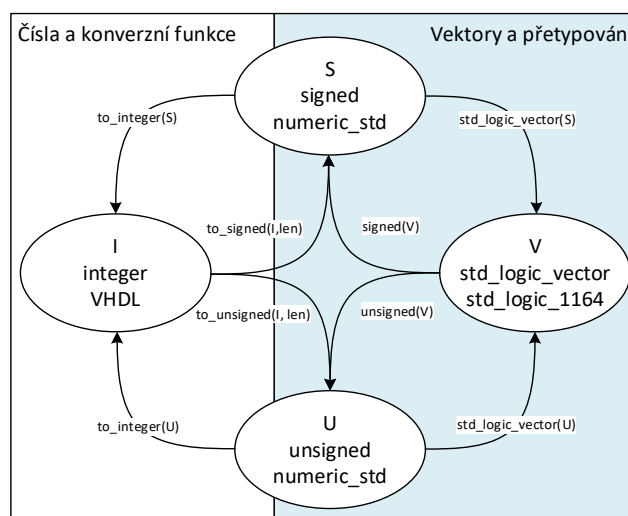 Čísla a konverzní funkce
Vektory a přetypován
S
signed
numeric_std
to_integer(S)
std_logic_vector(S)
to_signed(I,len)
signed(V)
I
integer
VHDL
V
std_logic_vector
std_logic_1164
to_unsigned(I, len)
unsigned(V)
U
unsigned
numeric_std
to_integer(U)
std_logic_vector(U)